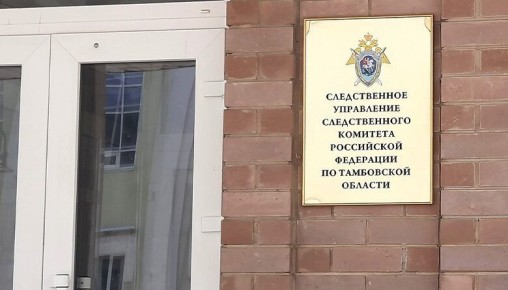 СЛЕДСТВЕННОЕ
УПРАВЛЕНИЕ
СЛЕДСТВЕННОГО
КОМИТЕТА
РОССИЙСКОЙ
ФЕДЕРАЦИИ
ПО ТАМБОВСКОЙ
ОБЛАСТИ